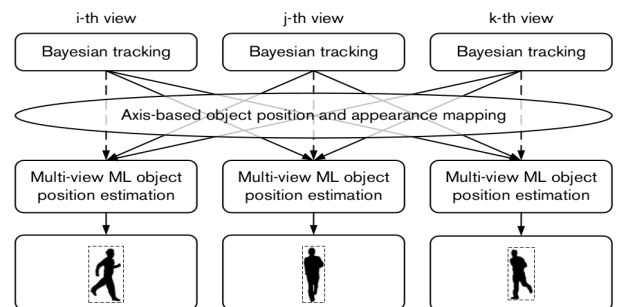 i-th view
j-th view
k-th view
Bayesian tracking
Bayesian tracking
Bayesian tracking
Axis-based object position and appearance mapping
Multi-view ML object
position estimation
Multi-view ML object
position estimation
Multi-view ML object
position estimation